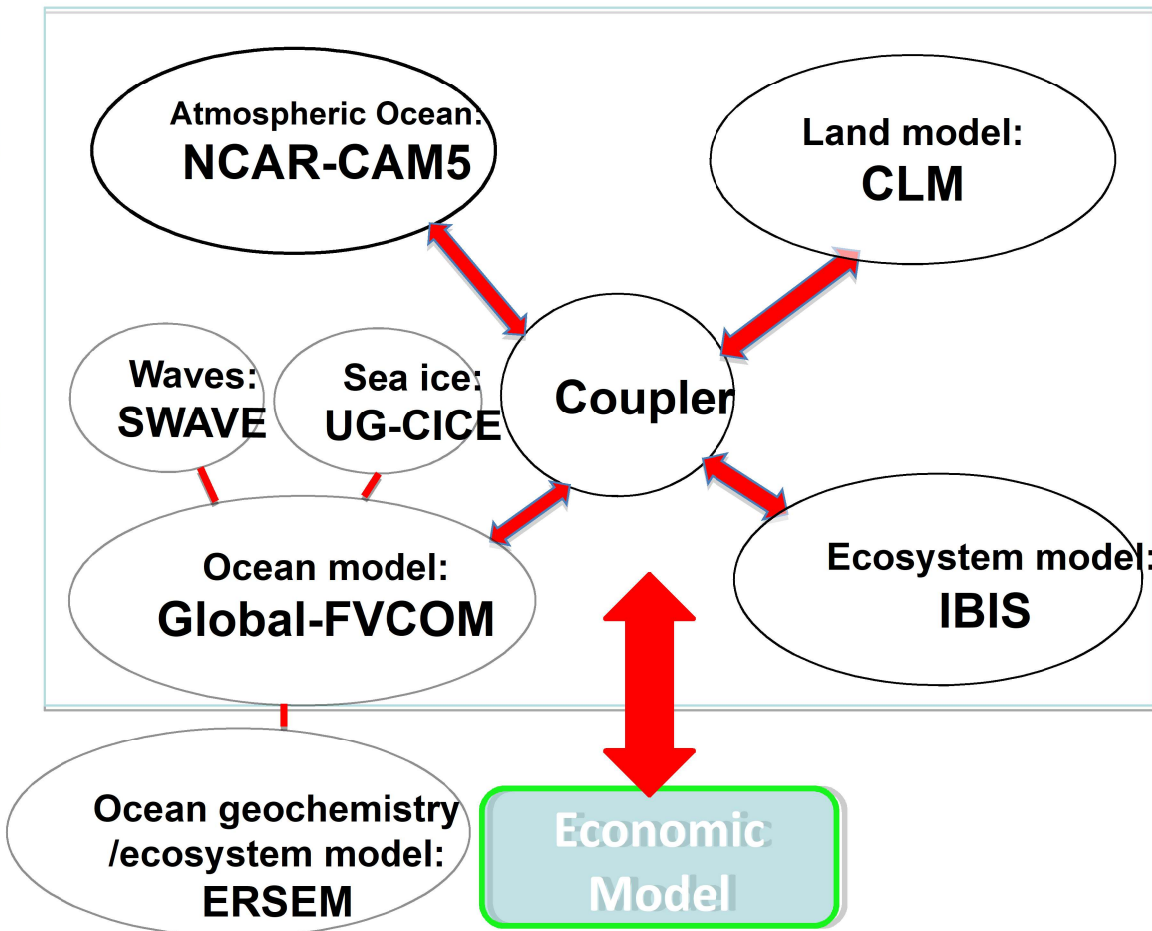 Atmospheric Ocean:
NCAR-CAM5
Land model:
CLM
Waves:
SWAVE
Sea ice:
UG-CICE
Coupler
Ocean model:
Global-FVCOM
Ecosystem model:
IBIS
Ocean geochemistry
/ecosystem model:
ERSEM
Economic
Model